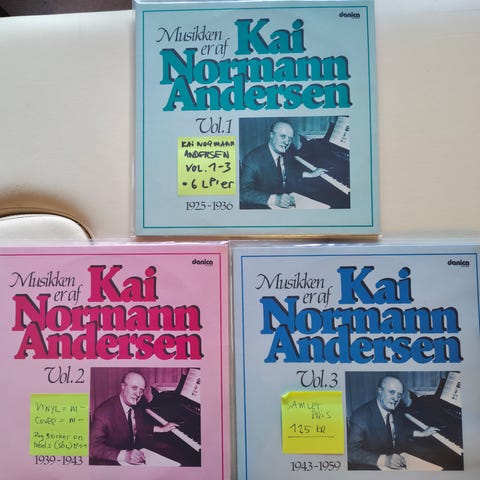 danica
Musikken
er af
Kai
Normann
Andersen
Vol.1
KAI NORMANN
ANDERSEN
VOL. 1-3
= 6 LP'er
1925-1936
danica
Musikken
er af
Kai
Normann
Andersen
Vol.2
VINYL = M-
COVER = M-
sticker on
1939-1943
danica
Musikken
er af
Kai
Normann
Andersen
Vol.3
SAMLET
PRIS
125 KR
1943-1959